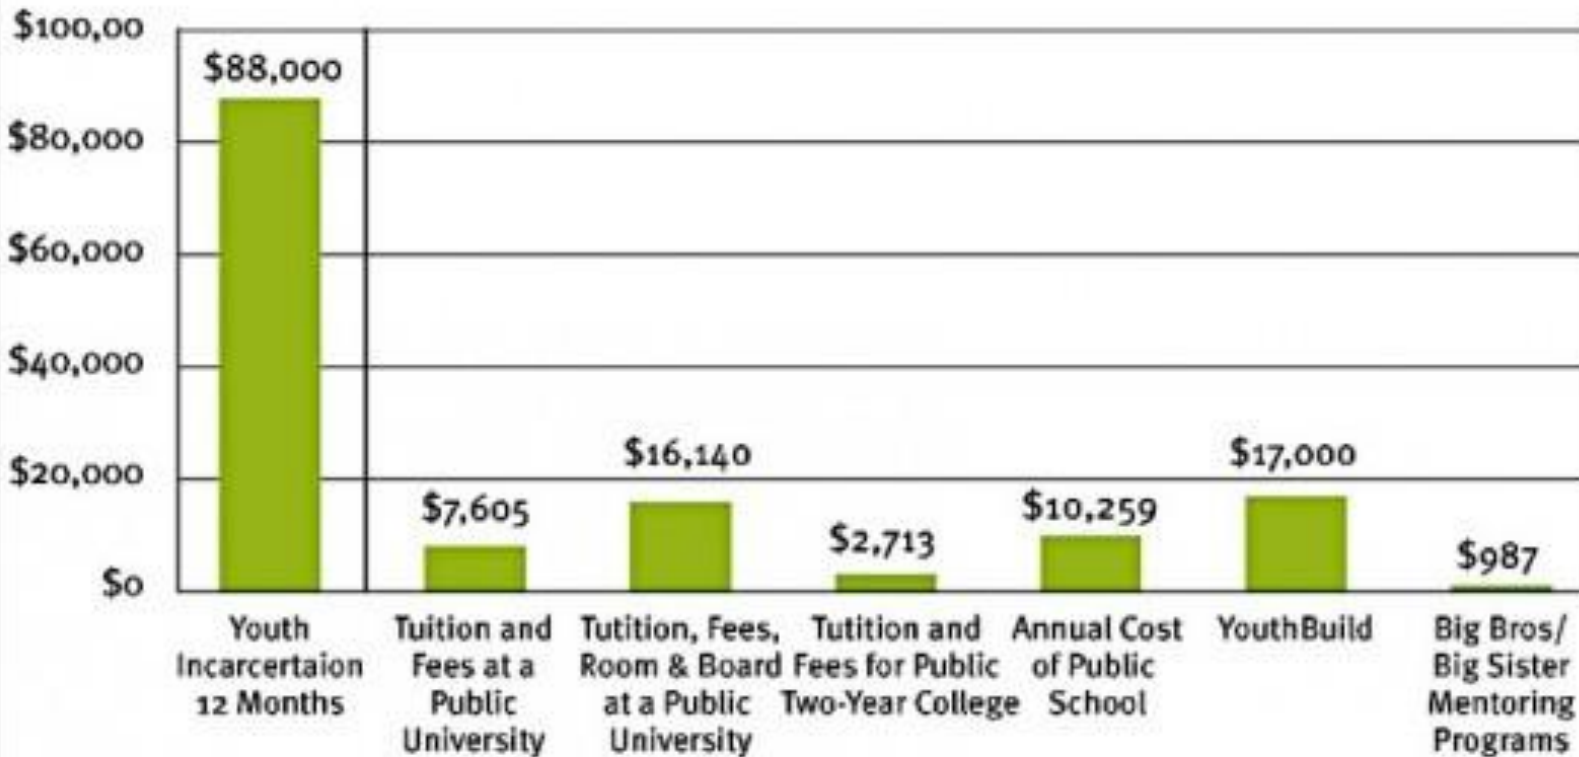 $100,00
$80,000
$60,000
$40,000
$20,000
$0
$88,000
$7,605
$16,140
$2,713
$10,259
$17,000
$987
Youth
Incarcertaion
12 Months
Tuition and
Fees at a
Public
University
Tutition, Fees,
Room & Board
at a Public
University
Tutition and
Fees for Public
Two-Year College
Annual Cost
of Public
School
YouthBuild
Big Bros/
Big Sister
Mentoring
Programs